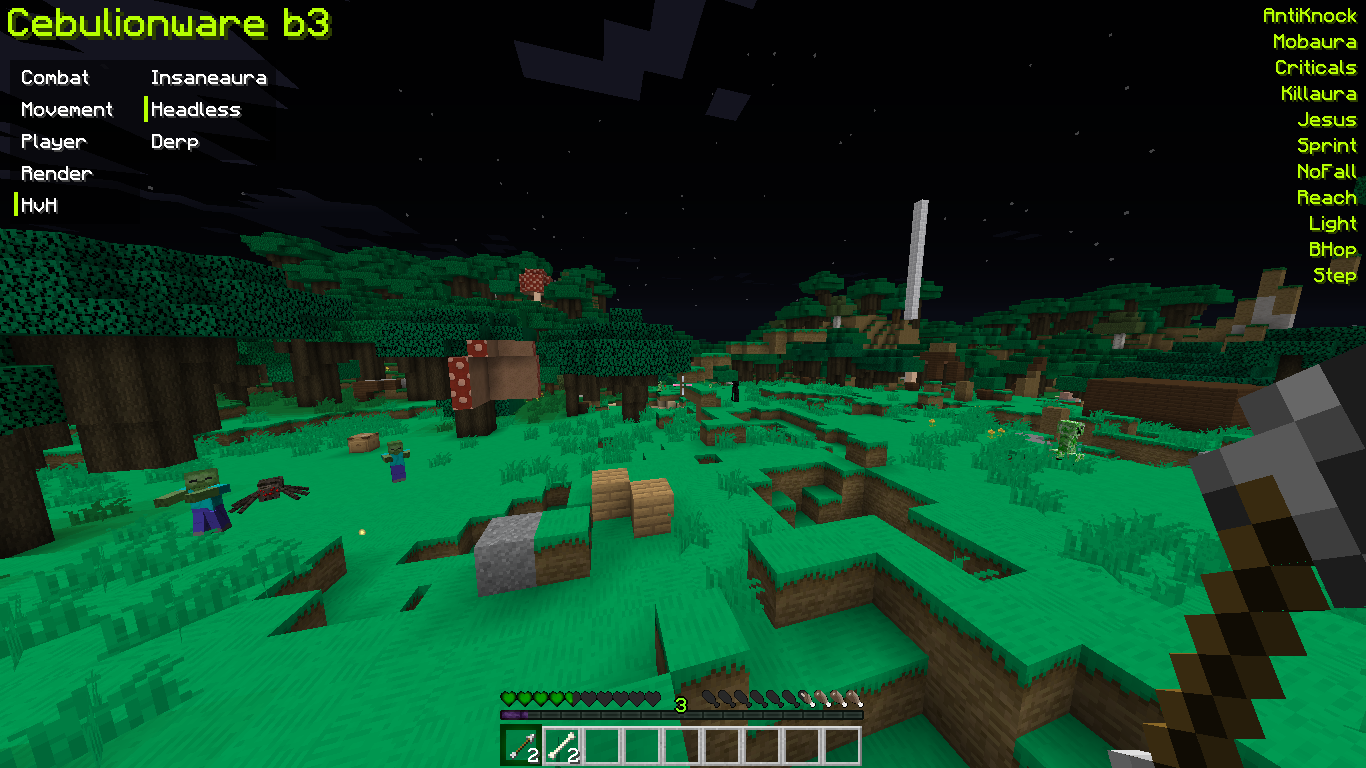 Cebulionware b3
Combat
Movement
Player
Render
HvH
Insaneaura
Headless
Derp
AntiKnock
Mobaura
Criticals
Killaura
Jesus
Sprint
NoFall
Reach
Light
BHop
Step
3
2
2